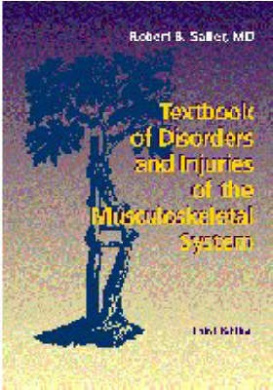 Robert B. Salter, MD
Textbook
of Disorders
and Injuries
of the
Musculoskeletal
System
Third Edition